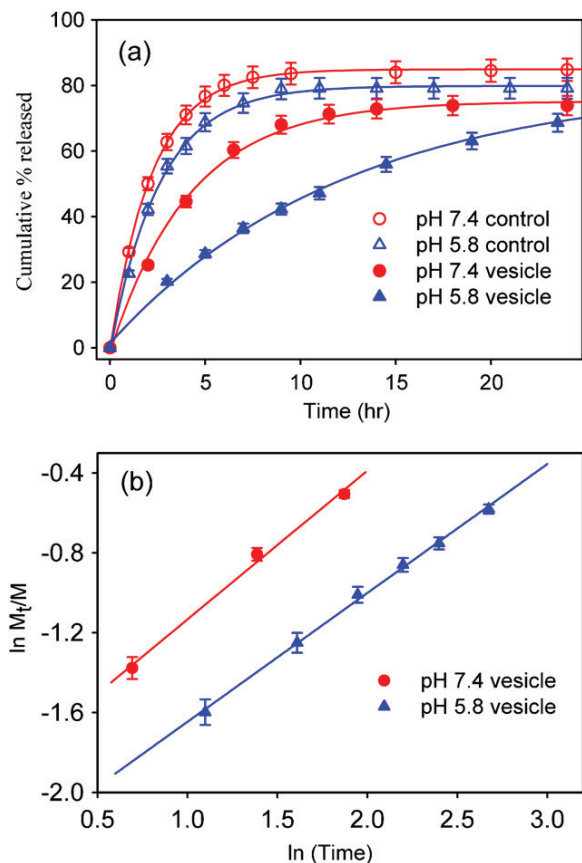 (a)
Cumulative % released
100
80
60
40
20
0
pH 7.4 control
pH 5.8 control
pH 7.4 vesicle
pH 5.8 vesicle
0 5 10 15 20
Time (hr)
(b)
ln Mt/M
-0.4
-0.8
-1.2
-1.6
-2.0
pH 7.4 vesicle
pH 5.8 vesicle
0.5 1.0 1.5 2.0 2.5 3.0
ln (Time)